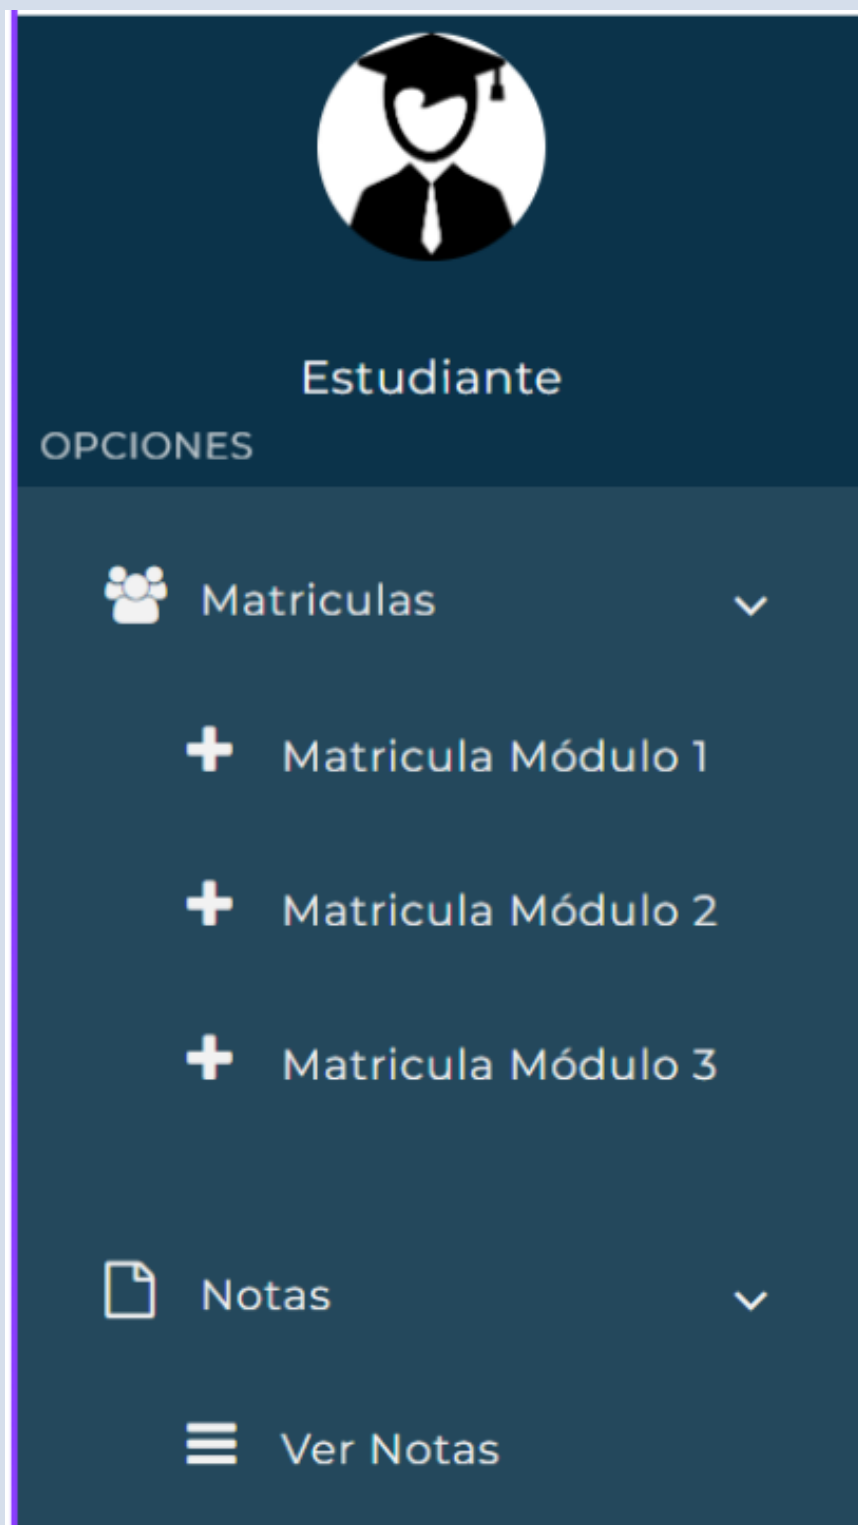 Estudiante
OPCIONES
Matriculas
Matricula Módulo 1
Matricula Módulo 2
Matricula Módulo 3
Notas
Ver Notas